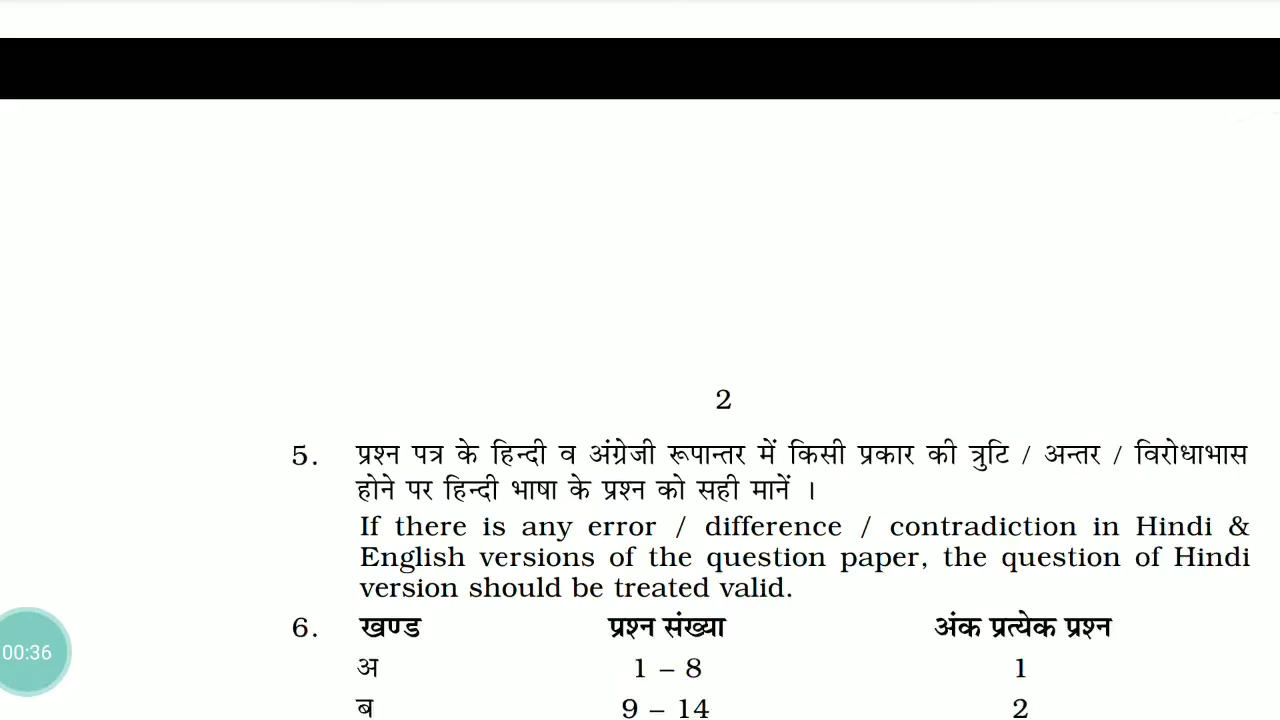 2
5. प्रश्न पत्र के हिन्दी व अंग्रेजी रूपान्तर में किसी प्रकार की त्रुटि / अन्तर / विरोधाभास
होने पर हिन्दी भाषा के प्रश्न को सही मानें ।
If there is any error / difference / contradiction in Hindi &
English versions of the question paper, the question of Hindi
version should be treated valid.
6. खण्ड प्रश्न संख्या अंक प्रत्येक प्रश्न
अ 1 – 8 1
00:36
ब 9 – 14 2